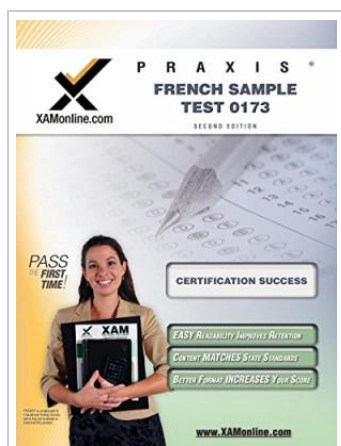 PRAXIS®
FRENCH SAMPLE
TEST 0173
SECOND EDITION
XAMonline.com
PASS
THE FIRST
TIME!
CERTIFICATION SUCCESS
XAM
EASY READABILITY IMPROVES RETENTION
CONTENT MATCHES STATE STANDARDS
BETTER FORMAT INCREASES YOUR SCORE
www.XAMonline.com